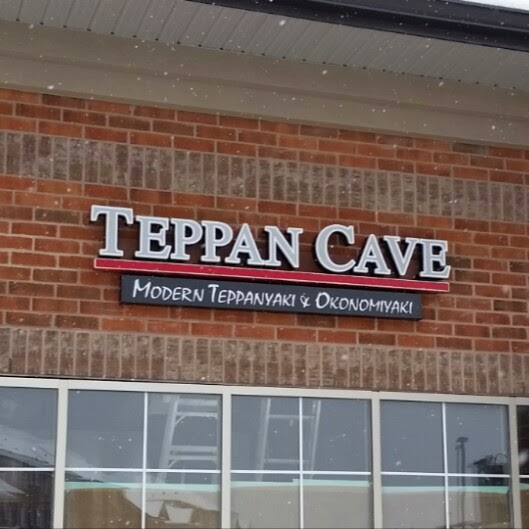 TEPPAN CAVE
MODERN TEPPANYAKI & OKONOMIYAKI